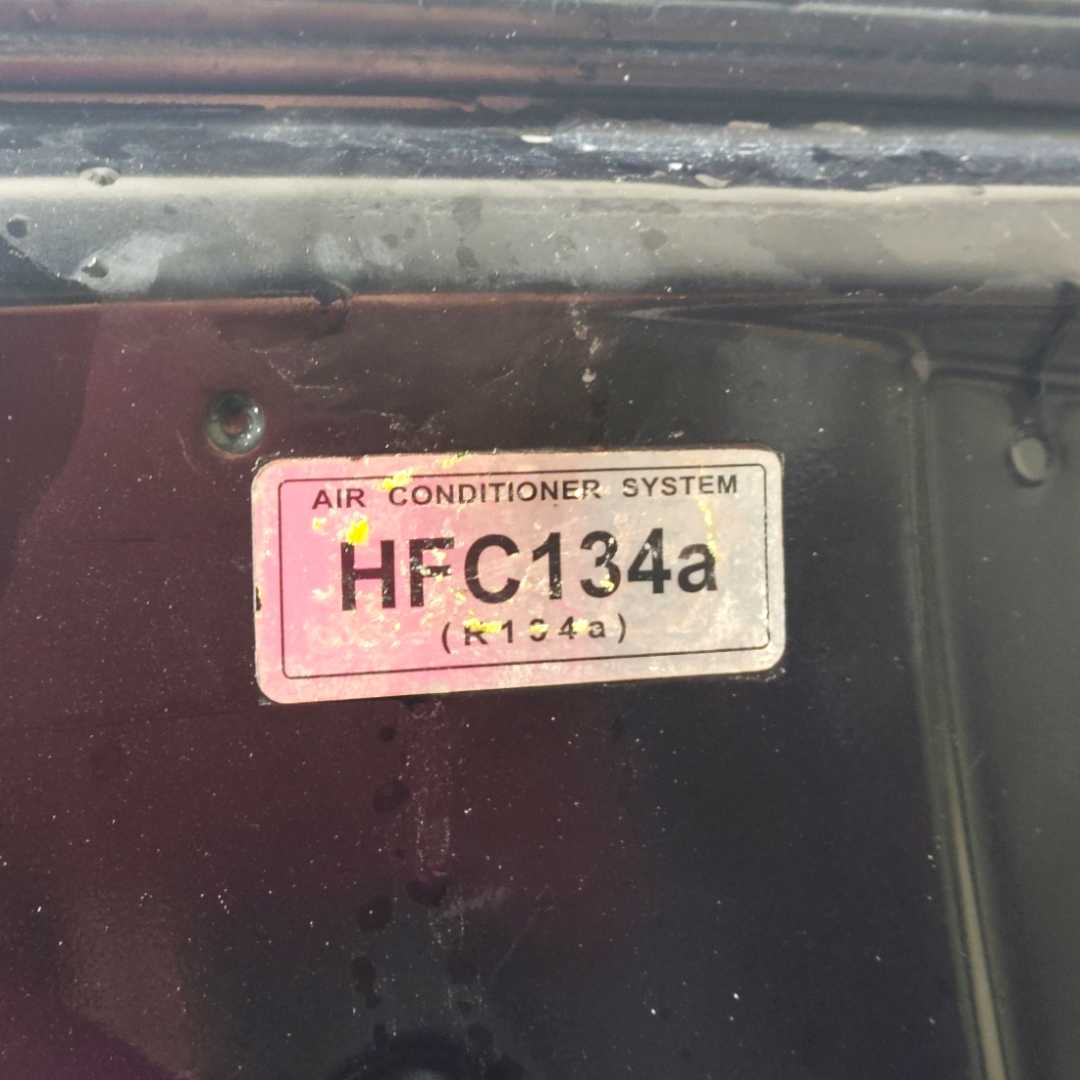 AIR CONDITIONER SYSTEM
HFC134a
(R134a)